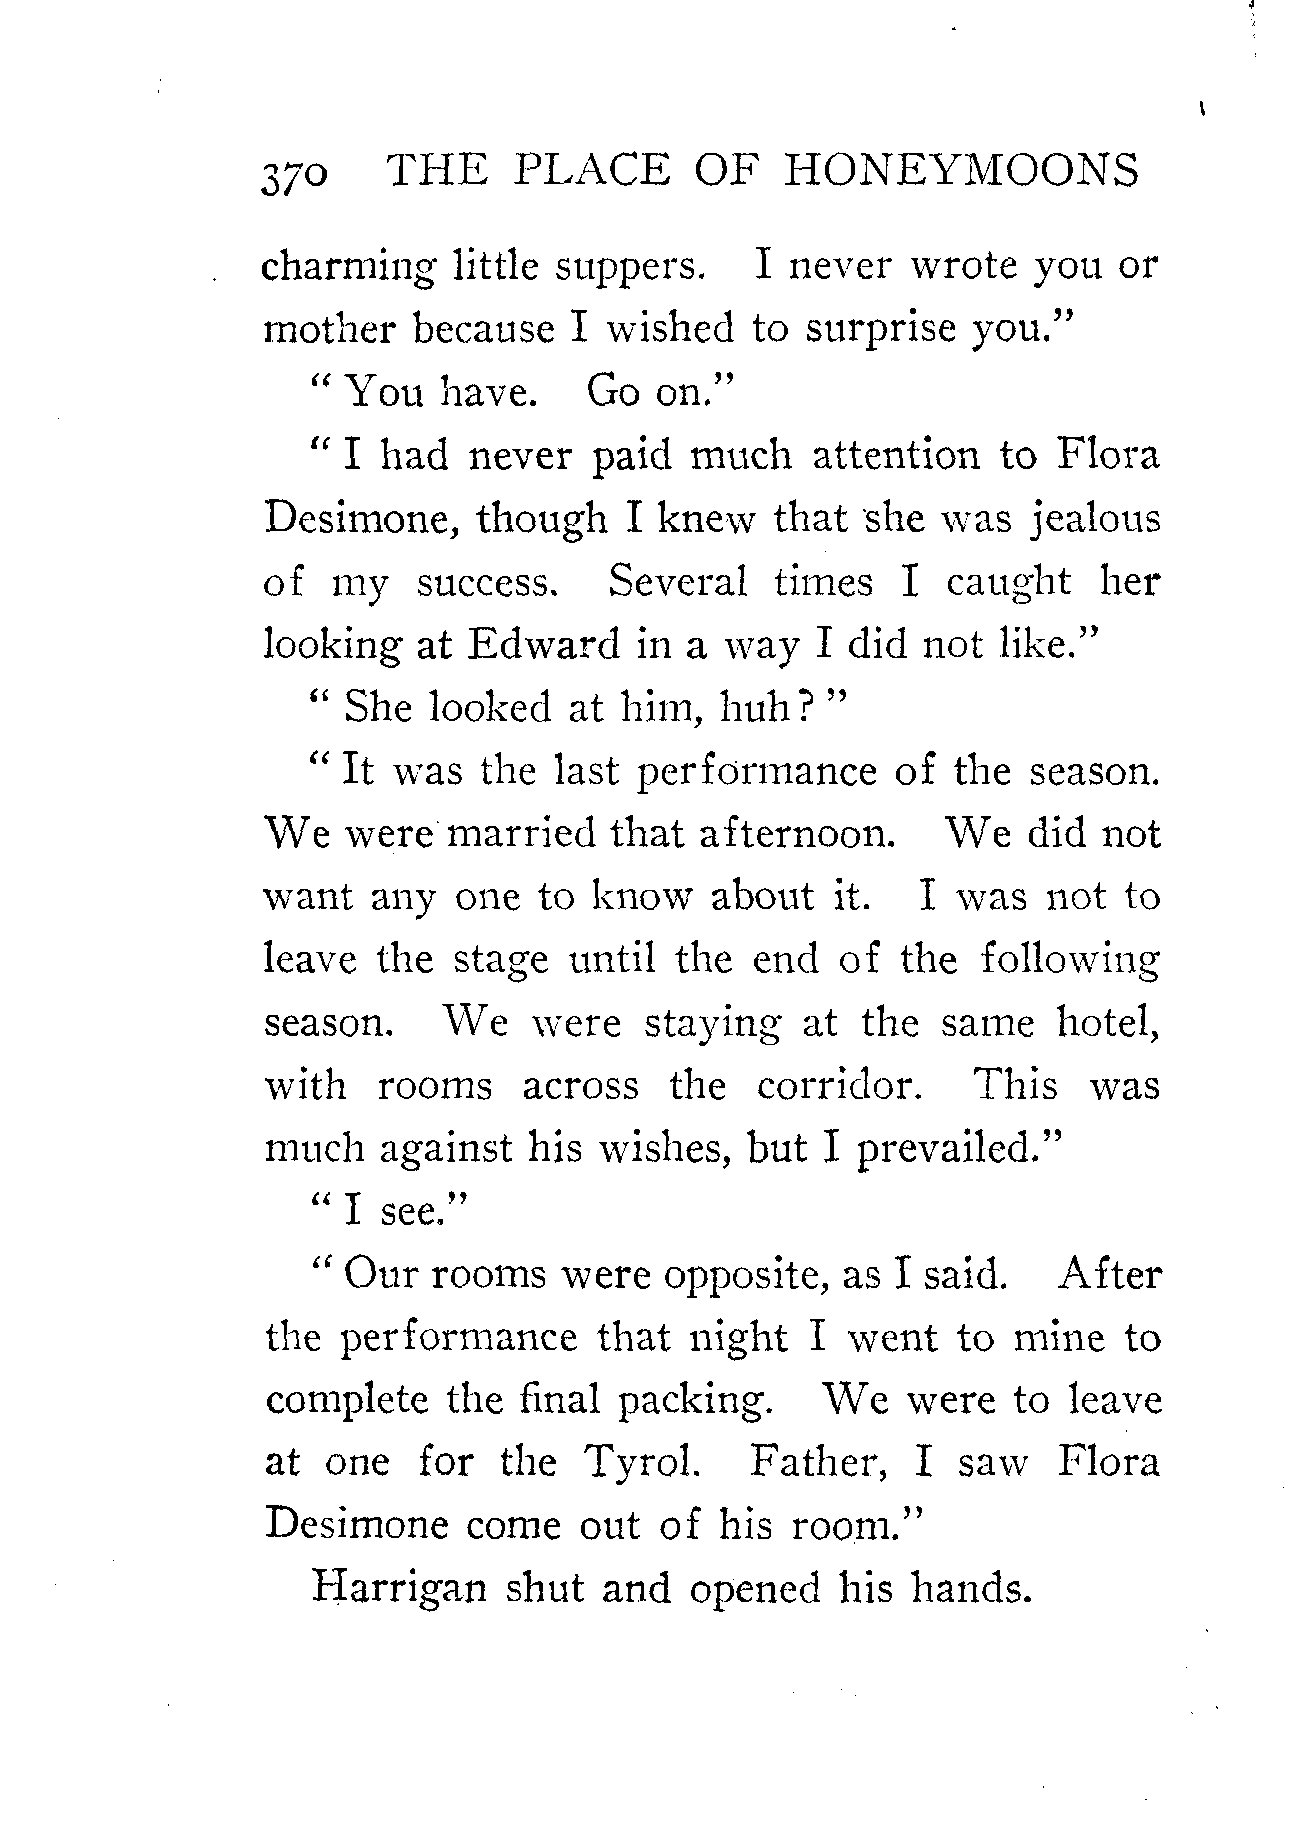 370 THE PLACE OF HONEYMOONS
charming little suppers. I never wrote you or
mother because I wished to surprise you.”
“ You have. Go on.”
“ I had never paid much attention to Flora
Desimone, though I knew that she was jealous
of my success. Several times I caught her
looking at Edward in a way I did not like.”
“ She looked at him, huh? ”
“ It was the last performance of the season.
We were married that afternoon. We did not
want any one to know about it. I was not to
leave the stage until the end of the following
season. We were staying at the same hotel,
with rooms across the corridor. This was
much against his wishes, but I prevailed.”
“ I see.”
“ Our rooms were opposite, as I said. After
the performance that night I went to mine to
complete the final packing. We were to leave
at one for the Tyrol. Father, I saw Flora
Desimone come out of his room.”
Harrigan shut and opened his hands.